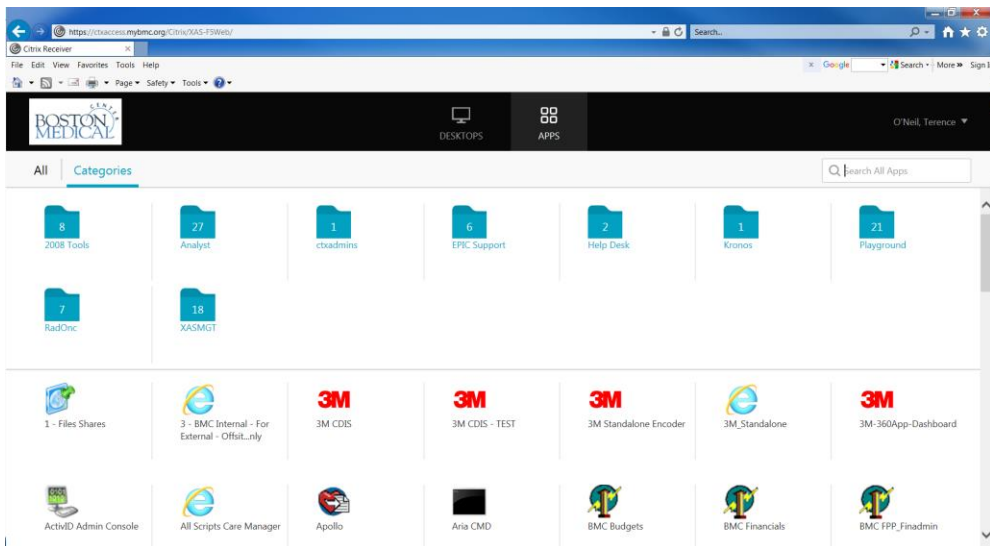 https://ctxaccess.mybmc.org/Citrix/XAS-FSWeb/
Search...
Citrix Receiver
File Edit View Favorites Tools Help
x Google Search More » Sign
Page Safety Tools
BOSTON
MEDICAL
CENTER
DESKTOPS
APPS
O'Neil, Terence
All
Categories
Search All Apps
8
27
1
6
2
1
21
2008 Tools
Analyst
ctxadmins
EPIC Support
Help Desk
Kronos
Playground
7
18
RadOnc
XASMGT
3M
3M
3M
3M
1 - Files Shares
3 - BMC Internal - For
External - Offsit...nly
3M CDIS
3M CDIS - TEST
3M Standalone Encoder
3M_Standalone
3M-360App-Dashboard
ActivID Admin Console
All Scripts Care Manager
Apollo
Aria CMD
BMC Budgets
BMC Financials
BMC FPP_Finadmin